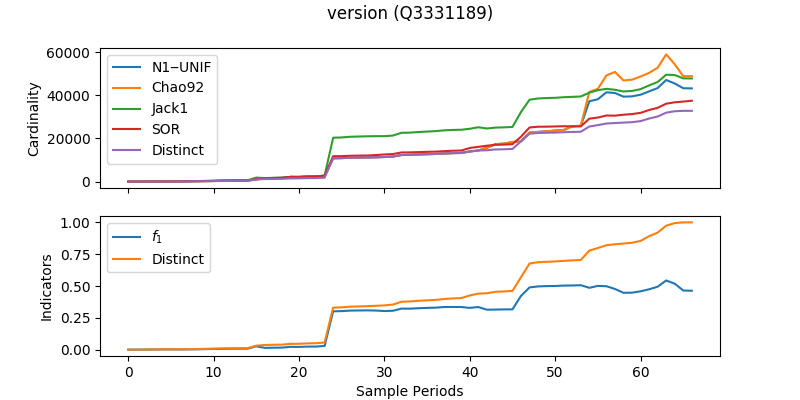 version (Q3331189)
60000
40000
20000
0
Cardinality
N1−UNIF
Chao92
Jack1
SOR
Distinct
1.00
0.75
0.50
0.25
0.00
Indicators
f1
Distinct
0 10 20 30 40 50 60
Sample Periods